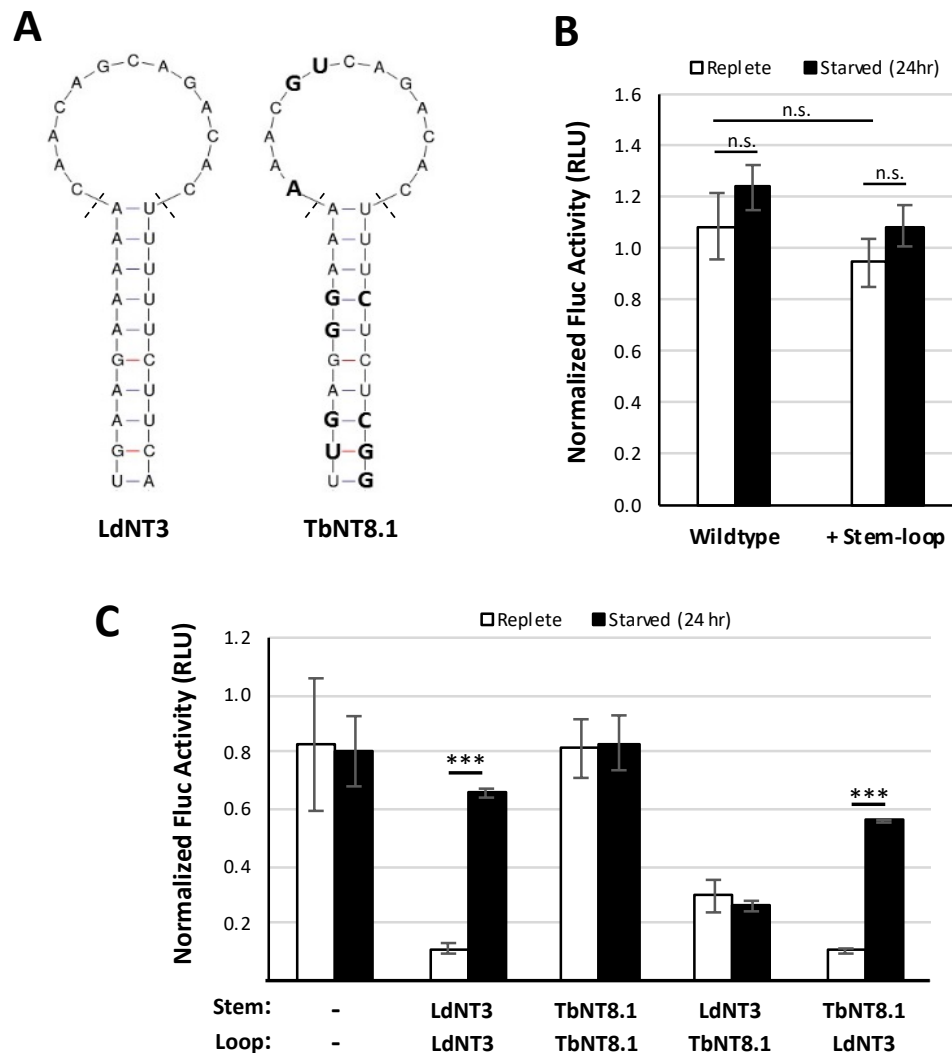 A
C A A C A G C A G A C A C
A U
A U
A U
A U
A U
G C
A U
A U
G C
U A
LdNT3
A A A C G U C A G A C A C
A U
A U
A U
G C
G U
G C
A U
G C
U G
U G
TbNT8.1
B
Replete Starved (24hr)
Normalized Fluc Activity (RLU)
1.6
1.4
1.2
1.0
0.8
0.6
0.4
0.2
0.0
n.s.
n.s.
n.s.
Wildtype + Stem-loop
C
Replete Starved (24 hr)
Normalized Fluc Activity (RLU)
1.2
1.0
0.8
0.6
0.4
0.2
***
***
Stem: - LdNT3 TbNT8.1 LdNT3 TbNT8.1
Loop: - LdNT3 TbNT8.1 TbNT8.1 LdNT3